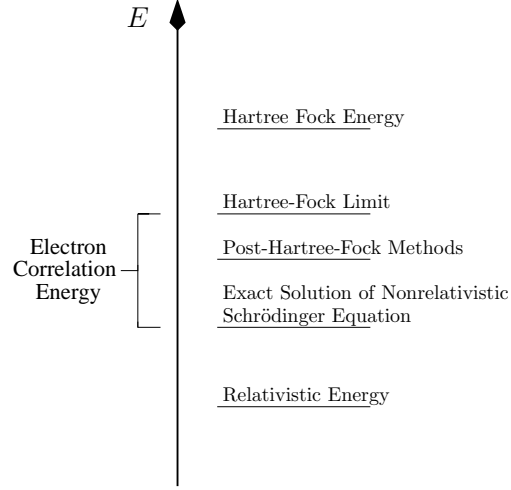 E
Hartree Fock Energy
Hartree-Fock Limit
Post-Hartree-Fock Methods
Electron
Correlation
Energy
Exact Solution of Nonrelativistic
Schrödinger Equation
Relativistic Energy